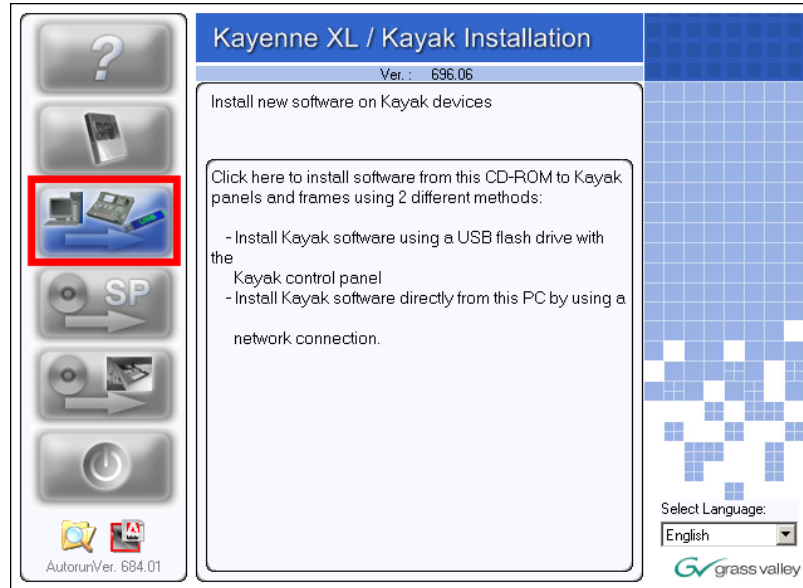 Kayenne XL / Kayak Installation
Ver. : 696.06
Install new software on Kayak devices
Click here to install software from this CD-ROM to Kayak
panels and frames using 2 different methods:
- Install Kayak software using a USB flash drive with
the
Kayak control panel
- Install Kayak software directly from this PC by using a
network connection.
?
USB
SP
AutorunVer. 684.01
Select Language:
English
grass valley